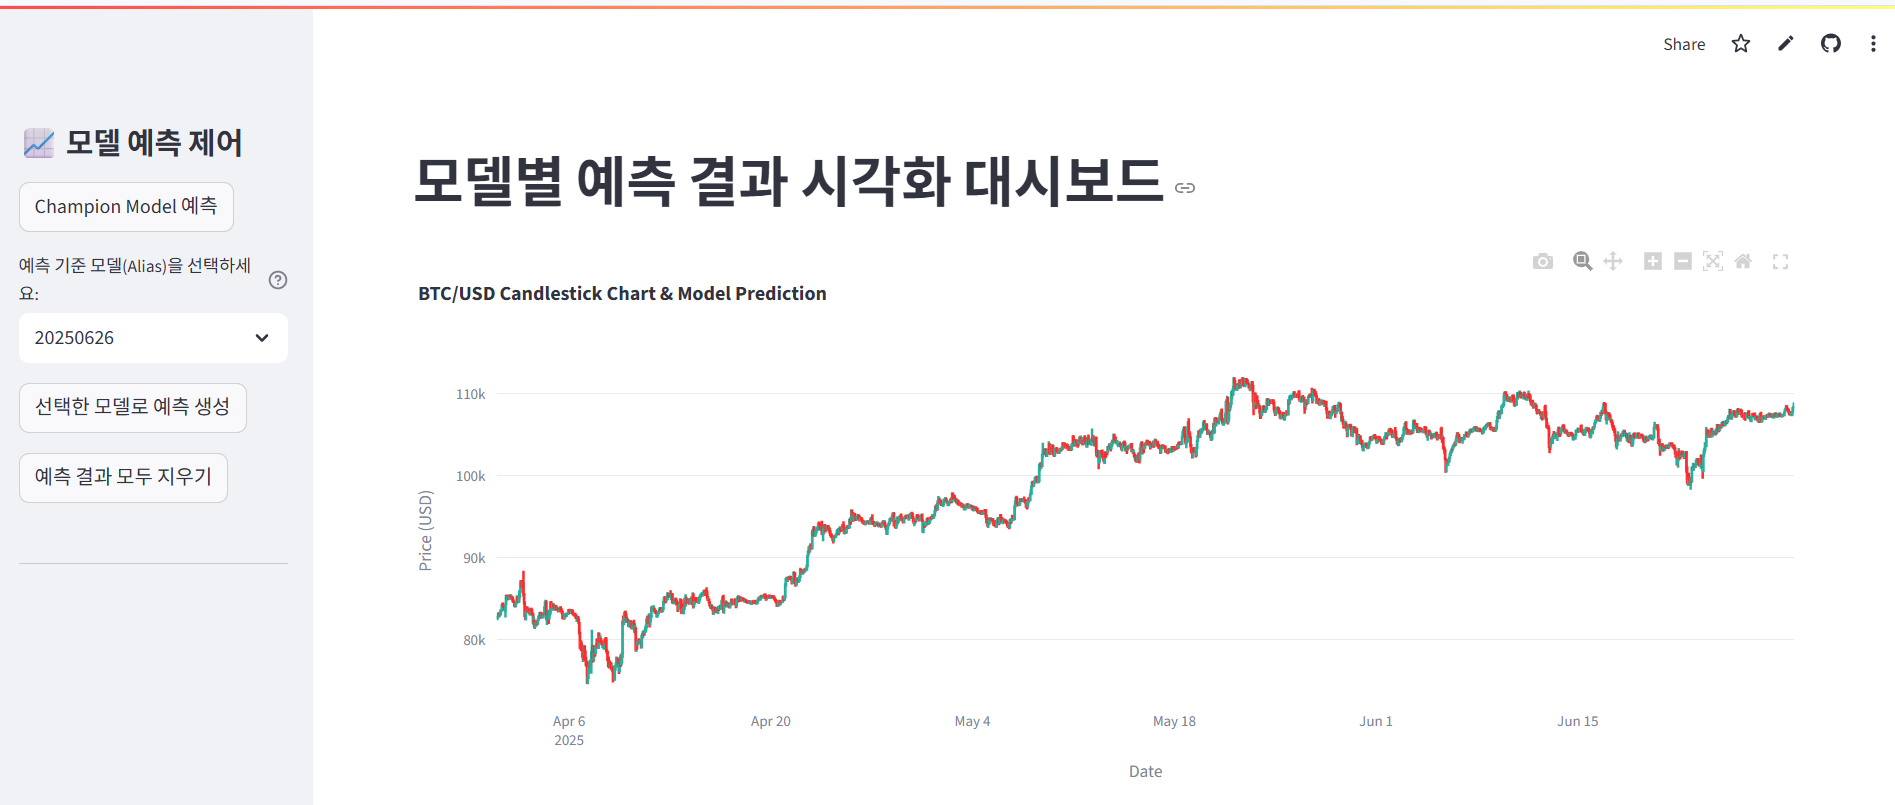 Share
모델 예측 제어
Champion Model 예측
예측 기준 모델(Alias)을 선택하세
요:
20250626
선택한 모델로 예측 생성
예측 결과 모두 지우기
모델별 예측 결과 시각화 대시보드
BTC/USD Candlestick Chart & Model Prediction
110k
100k
90k
80k
Price (USD)
Apr 6
2025
Apr 20
May 4
May 18
Jun 1
Jun 15
Date